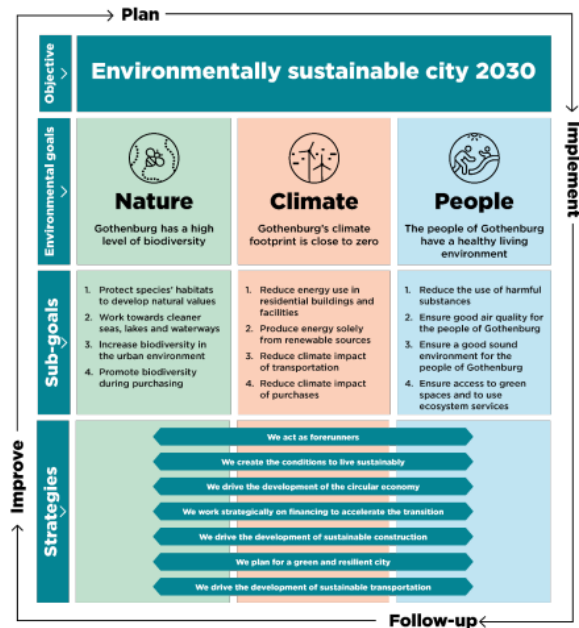 Plan
Objective
Environmentally sustainable city 2030
Implement
Environmental goals
Nature
Gothenburg has a high
level of biodiversity
Climate
Gothenburg's climate
footprint is close to zero
People
The people of Gothenburg
have a healthy living
environment
Sub-goals
1. Protect species' habitats
to develop natural values
2. Work towards cleaner
seas, lakes and waterways
3. Increase biodiversity in
the urban environment
4. Promote biodiversity
during purchasing
1. Reduce energy use in
residential buildings and
facilities
2. Produce energy solely
from renewable sources
3. Reduce climate impact
of transportation
4. Reduce climate impact
of purchases
1. Reduce the use of harmful
substances
2. Ensure good air quality for
the people of Gothenburg
3. Ensure a good sound
environment for the
people of Gothenburg
4. Ensure access to green
spaces and to use
ecosystem services
Improve
Strategies
We act as forerunners
We create the conditions to live sustainably
We drive the development of the circular economy
We work strategically on financing to accelerate the transition
We drive the development of sustainable construction
We plan for a green and resilient city
We drive the development of sustainable transportation
Follow-up